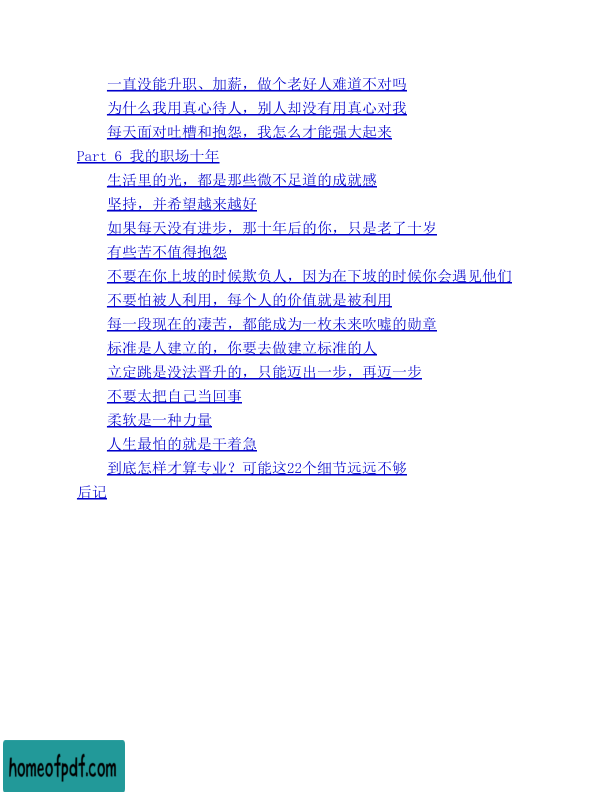 一直没能升职、加薪，做个老好人难道不对吗
为什么我用真心待人，别人却没有用真心对我
每天面对吐槽和抱怨，我怎么才能强大起来
Part 6 我的职场十年
生活里的光，都是那些微不足道的成就感
坚持，并希望越来越好
如果每天没有进步，那十年后的你，只是老了十岁
有些苦不值得抱怨
不要在你上坡的时候欺负人，因为在下坡的时候你会遇见他们
不要怕被人利用，每个人的价值就是被利用
每一段现在的凄苦，都能成为一枚未来吹嘘的勋章
标准是人建立的，你要去做建立标准的人
立定跳是没法晋升的，只能迈出一步，再迈一步
不要太把自己当回事
柔软是一种力量
人生最怕的就是干着急
到底怎样才算专业？可能这22个细节远远不够
后记
homeofpdf.com